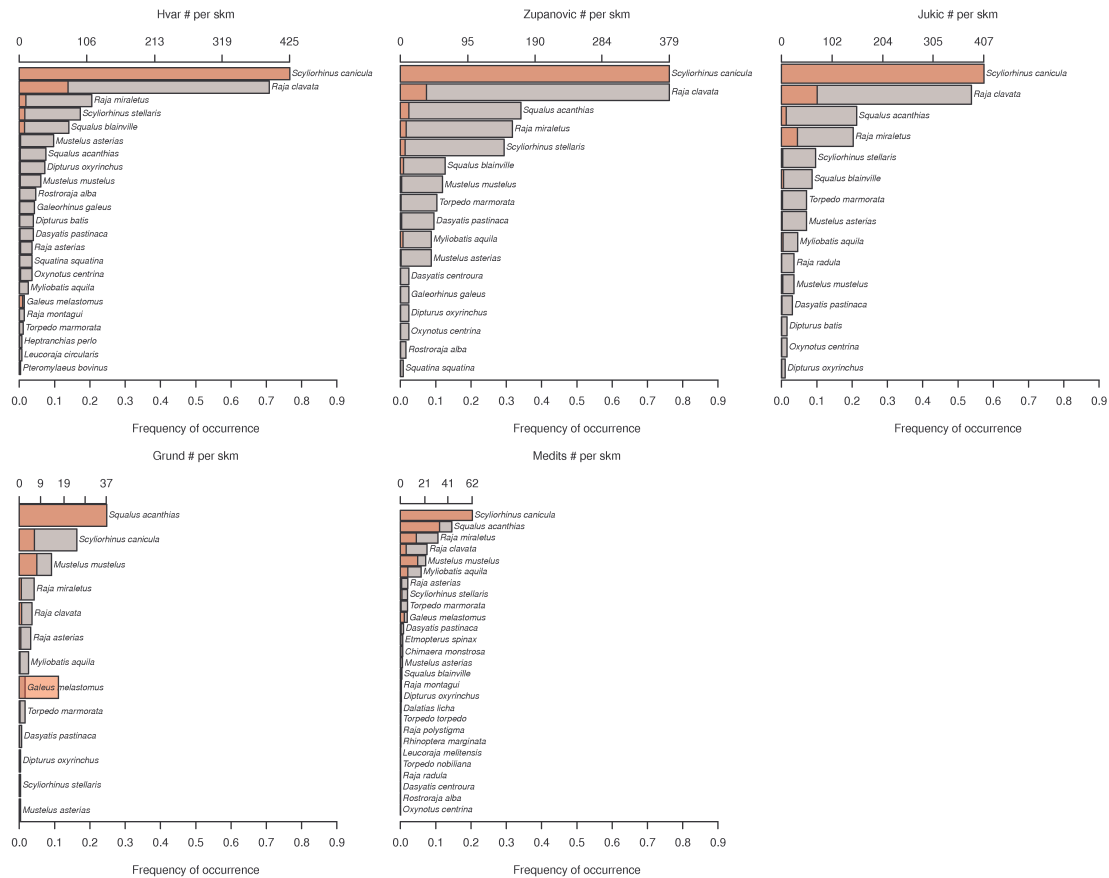 Hvar # per skm
0 106 213 319 425
Scyliorhinus canicula
Raja clavata
Raja miraletus
Scyliorhinus stellaris
Squalus blainville
Mustelus asterias
Squalus acanthias
Dipturus oxyrinchus
Mustelus mustelus
Rostroraja alba
Galeorhinus galeus
Dipturus batis
Dasyatis pastinaca
Raja asterias
Squatina squatina
Oxynotus centrina
Myliobatis aquila
Galeus melastomus
Raja montagui
Torpedo marmorata
Heptranchias perlo
Leucoraja circularis
Pteromylaeus bovinus
0.0 0.1 0.2 0.3 0.4 0.5 0.6 0.7 0.8 0.9
Frequency of occurrence
Zupanovic # per skm
0 95 190 284 379
Scyliorhinus canicula
Raja clavata
Squalus acanthias
Raja miraletus
Scyliorhinus stellaris
Squalus blainville
Mustelus mustelus
Torpedo marmorata
Dasyatis pastinaca
Myliobatis aquila
Mustelus asterias
Dasyatis centroura
Galeorhinus galeus
Dipturus oxyrinchus
Oxynotus centrina
Rostroraja alba
Squatina squatina
0.0 0.1 0.2 0.3 0.4 0.5 0.6 0.7 0.8 0.9
Frequency of occurrence
Jukic # per skm
0 102 204 305 407
Scyliorhinus canicula
Raja clavata
Squalus acanthias
Raja miraletus
Scyliorhinus stellaris
Squalus blainville
Torpedo marmorata
Mustelus asterias
Myliobatis aquila
Raja radula
Mustelus mustelus
Dasyatis pastinaca
Dipturus batis
Oxynotus centrina
Dipturus oxyrinchus
0.0 0.1 0.2 0.3 0.4 0.5 0.6 0.7 0.8 0.9
Frequency of occurrence
Grund # per skm
0 9 19 37
Squalus acanthias
Scyliorhinus canicula
Mustelus mustelus
Raja miraletus
Raja clavata
Raja asterias
Myliobatis aquila
Galeus melastomus
Torpedo marmorata
Dasyatis pastinaca
Dipturus oxyrinchus
Scyliorhinus stellaris
Mustelus asterias
0.0 0.1 0.2 0.3 0.4 0.5 0.6 0.7 0.8 0.9
Frequency of occurrence
Medits # per skm
0 21 41 62
Scyliorhinus canicula
Squalus acanthias
Raja miraletus
Raja clavata
Mustelus mustelus
Myliobatis aquila
Raja asterias
Scyliorhinus stellaris
Torpedo marmorata
Galeus melastomus
Dasyatis pastinaca
Etmopterus spinax
Chimaera monstrosa
Mustelus asterias
Squalus blainville
Raja montagui
Dipturus oxyrinchus
Dalatias licha
Torpedo torpedo
Raja polystigma
Rhinoptera marginata
Leucoraja melitensis
Torpedo nobiliana
Raja radula
Dasyatis centroura
Rostroraja alba
Oxynotus centrina
0.0 0.1 0.2 0.3 0.4 0.5 0.6 0.7 0.8 0.9
Frequency of occurrence